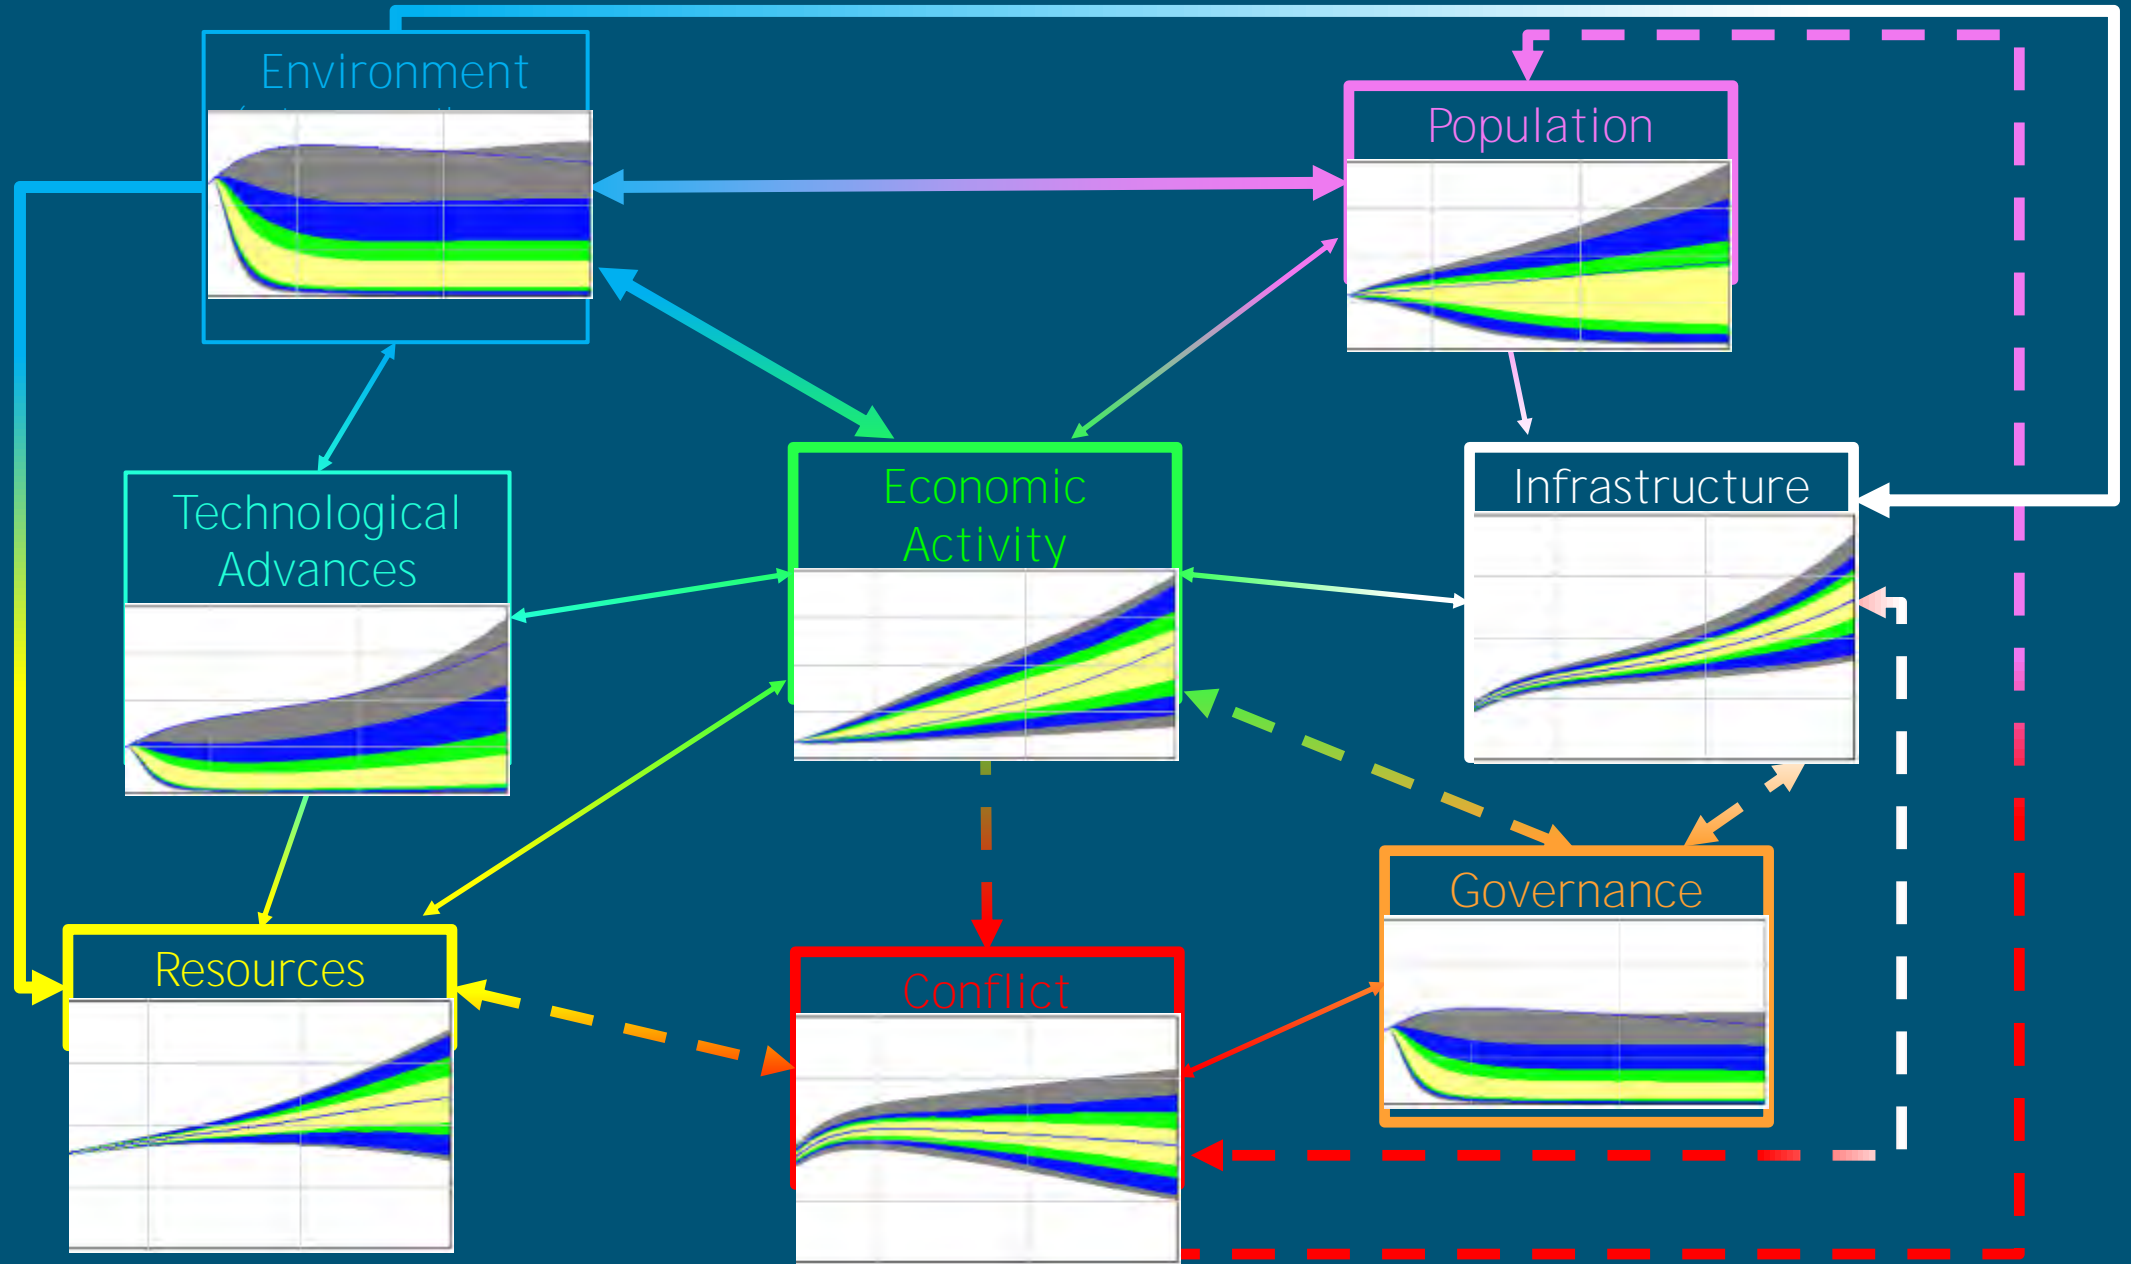 Environment
Population
Technological
Advances
Economic
Activity
Infrastructure
Governance
Resources
Conflict